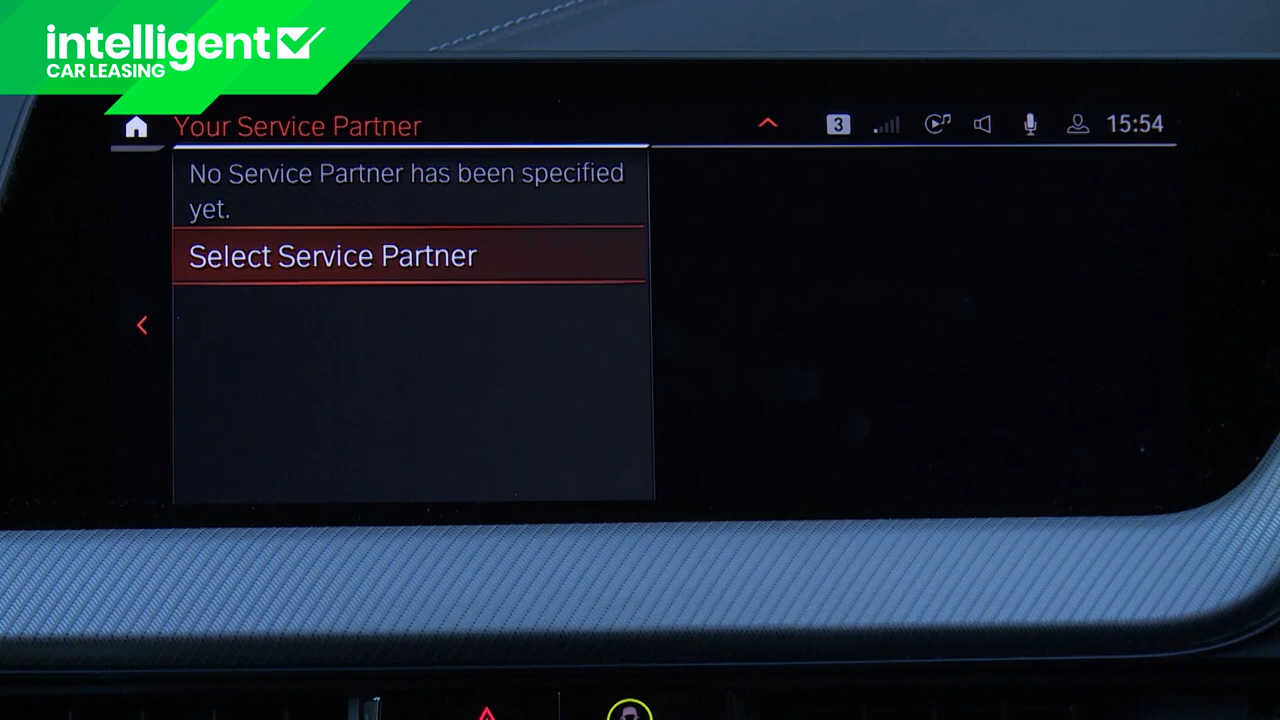 intelligent
CAR LEASING
Your Service Partner
3
15:54
No Service Partner has been specified
yet.
Select Service Partner